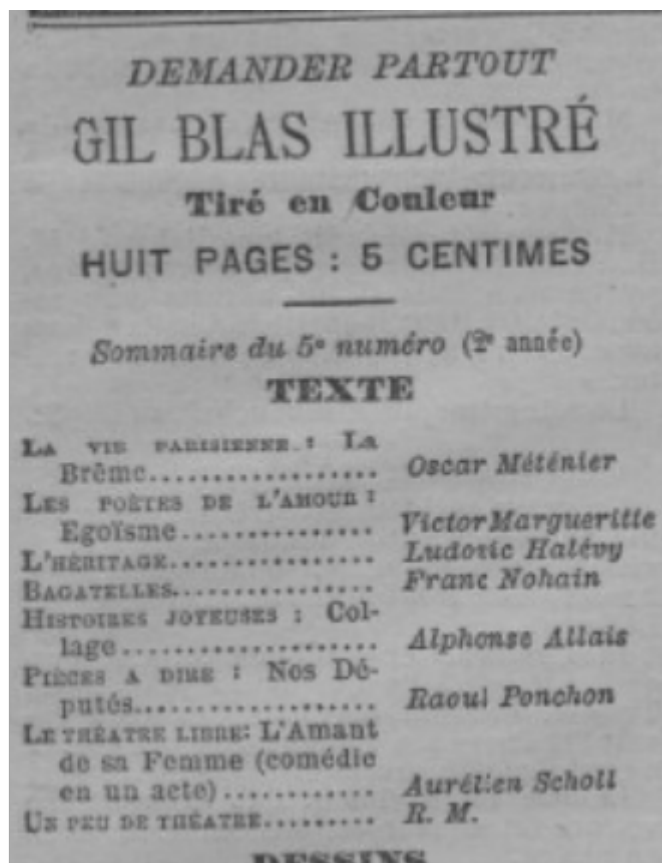 DEMANDER PARTOUT
GIL BLAS ILLUSTRÉ
Tiré en Couleur
HUIT PAGES : 5 CENTIMES
Sommaire du 5e numéro (2e année)
TEXTE
LA VIE PARISIENNE : La
Brême.................. Oscar Méténier
LES POÈTES DE L'AMOUR :
Egoïsme............... Victor Margueritte
L'HÉRITAGE................ Ludovic Halévy
BAGATELLES............... Franc Nohain
HISTOIRES JOYEUSES : Col-
lage.................... Alphonse Allais
PIÈCES A DIRE : Nos Dé-
putés................... Raoul Ponchon
LE THÉATRE LIBRE: L'Amant
de sa Femme (comédie
en un acte)............ Aurélien Scholl
UN PEU DE THÉATRE......... R. M.
DESSINS